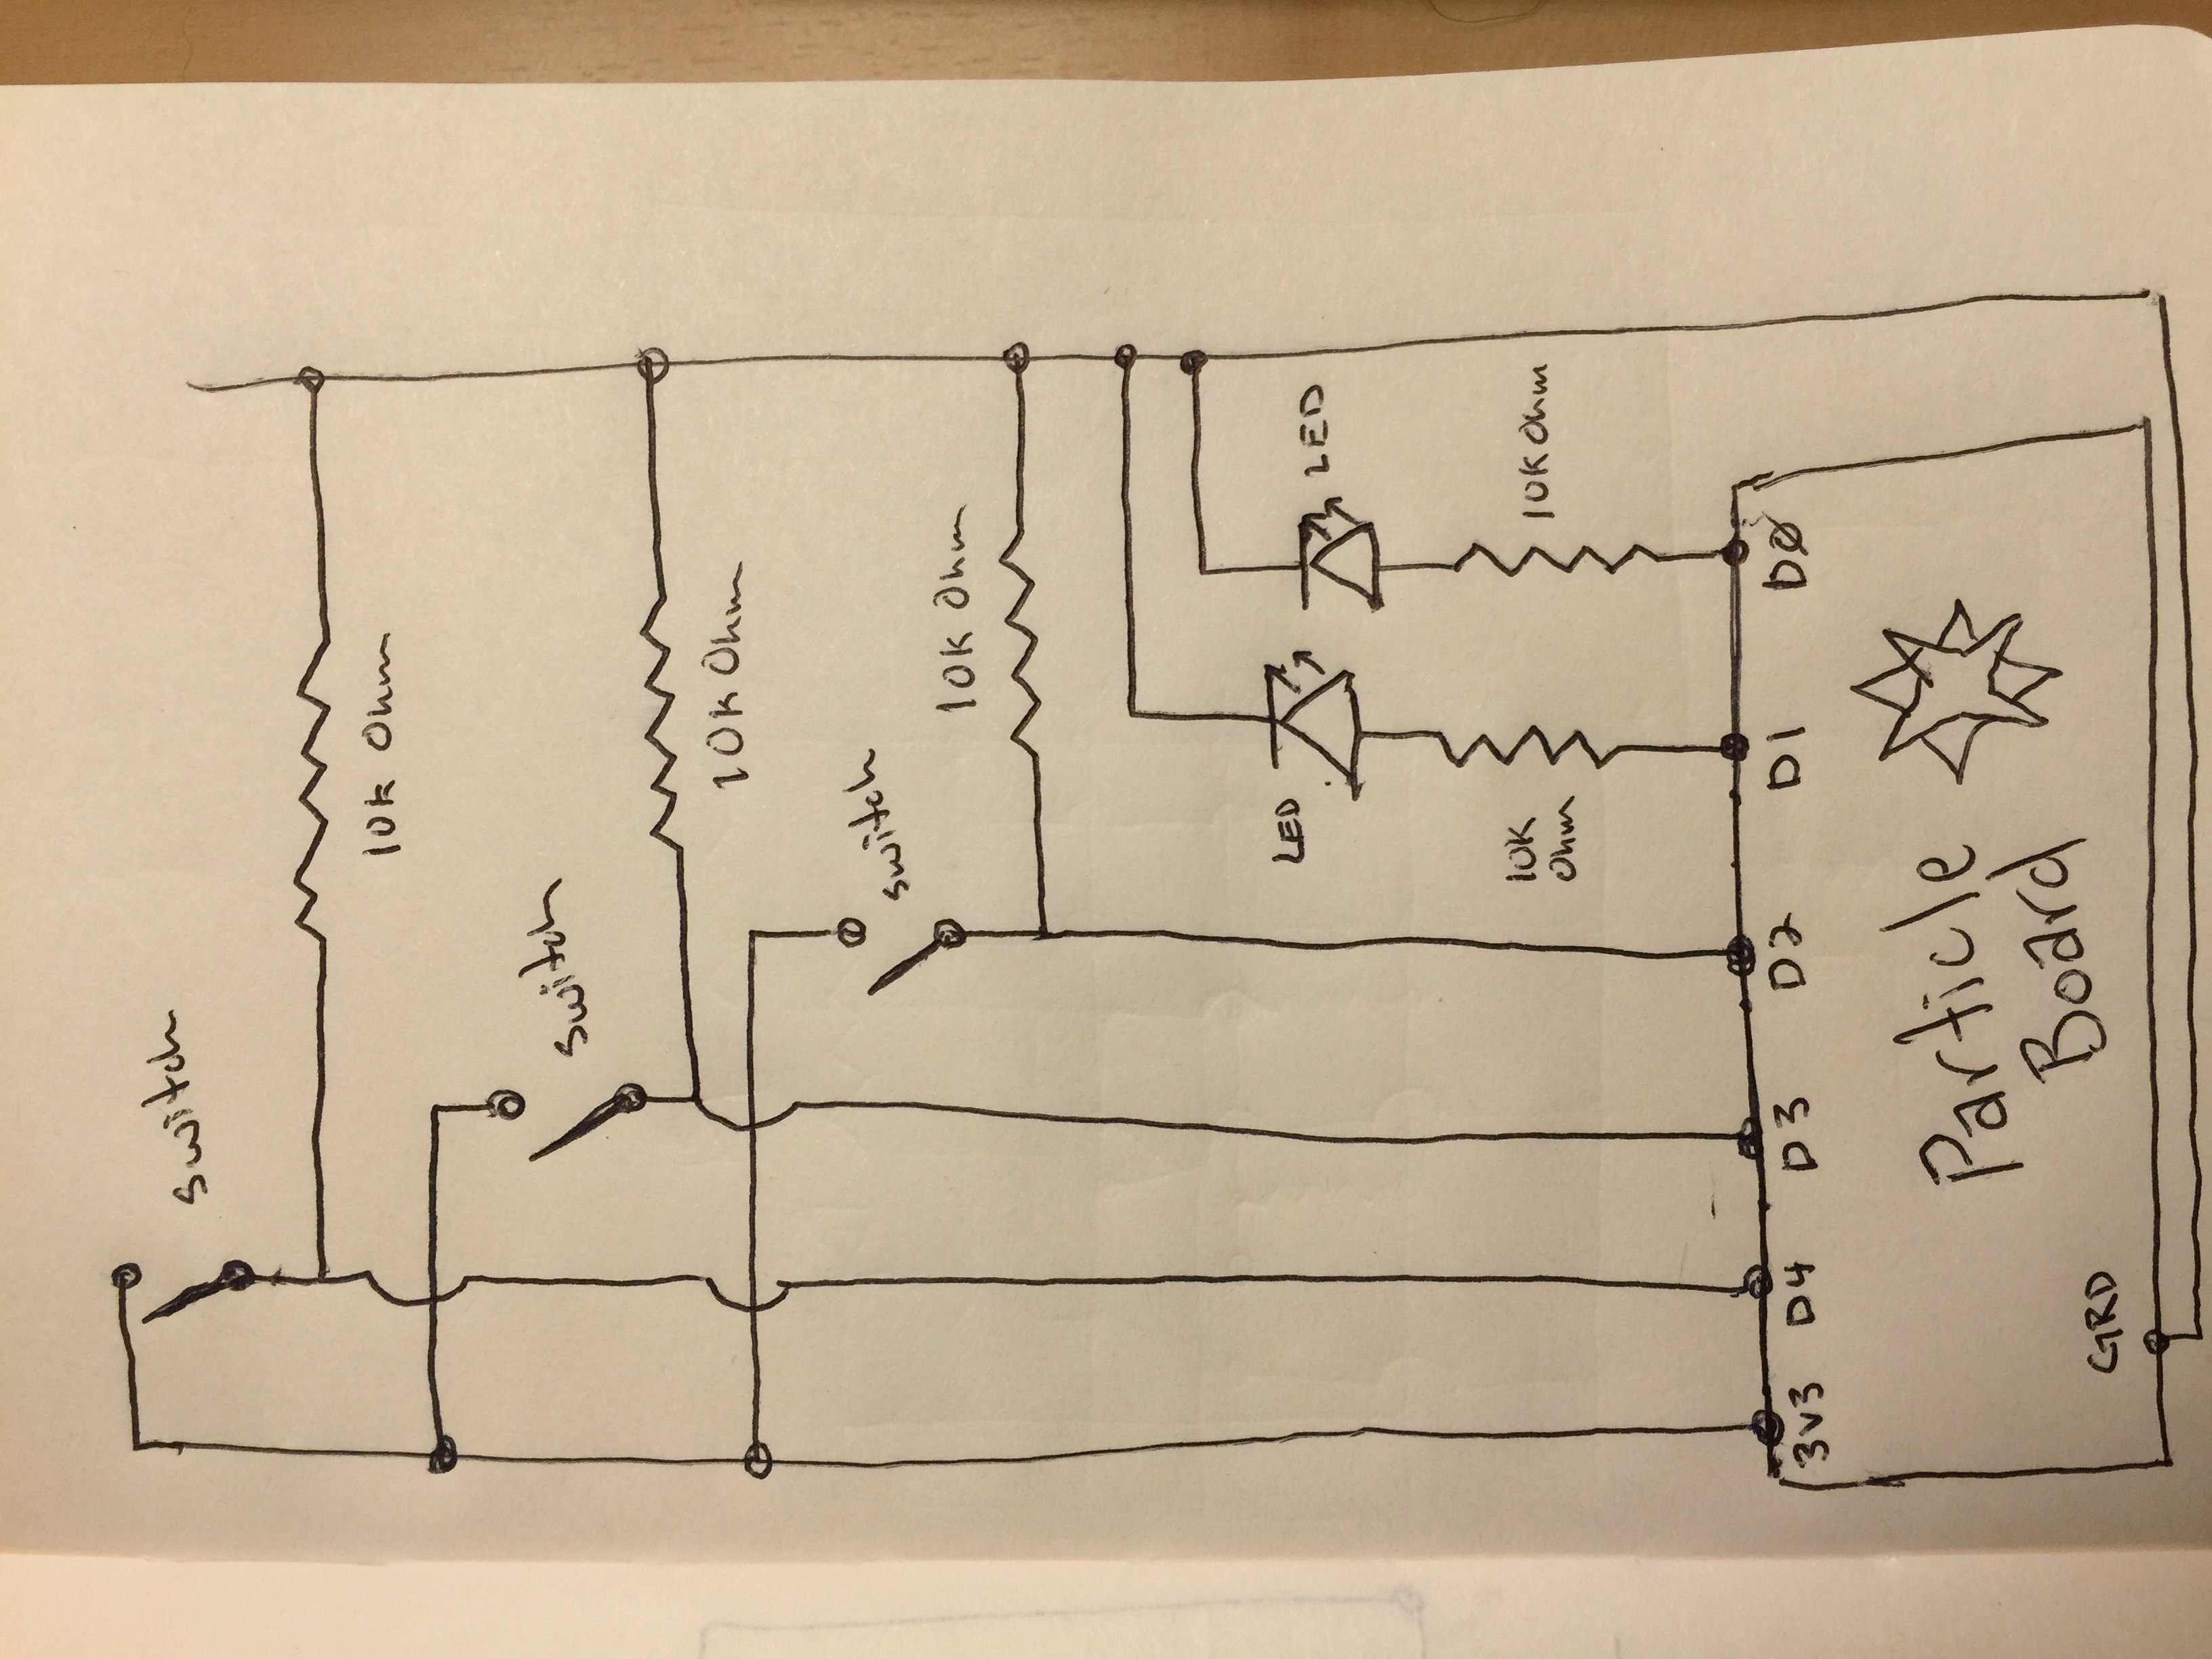 Switch
10k Ohm
Switch
10k Ohm
switch
10k Ohm
LED
LED
10k
Ohm
10k Ohm
3v3 D4 D3 D2 D1 DØ
Particle
Board
GRD